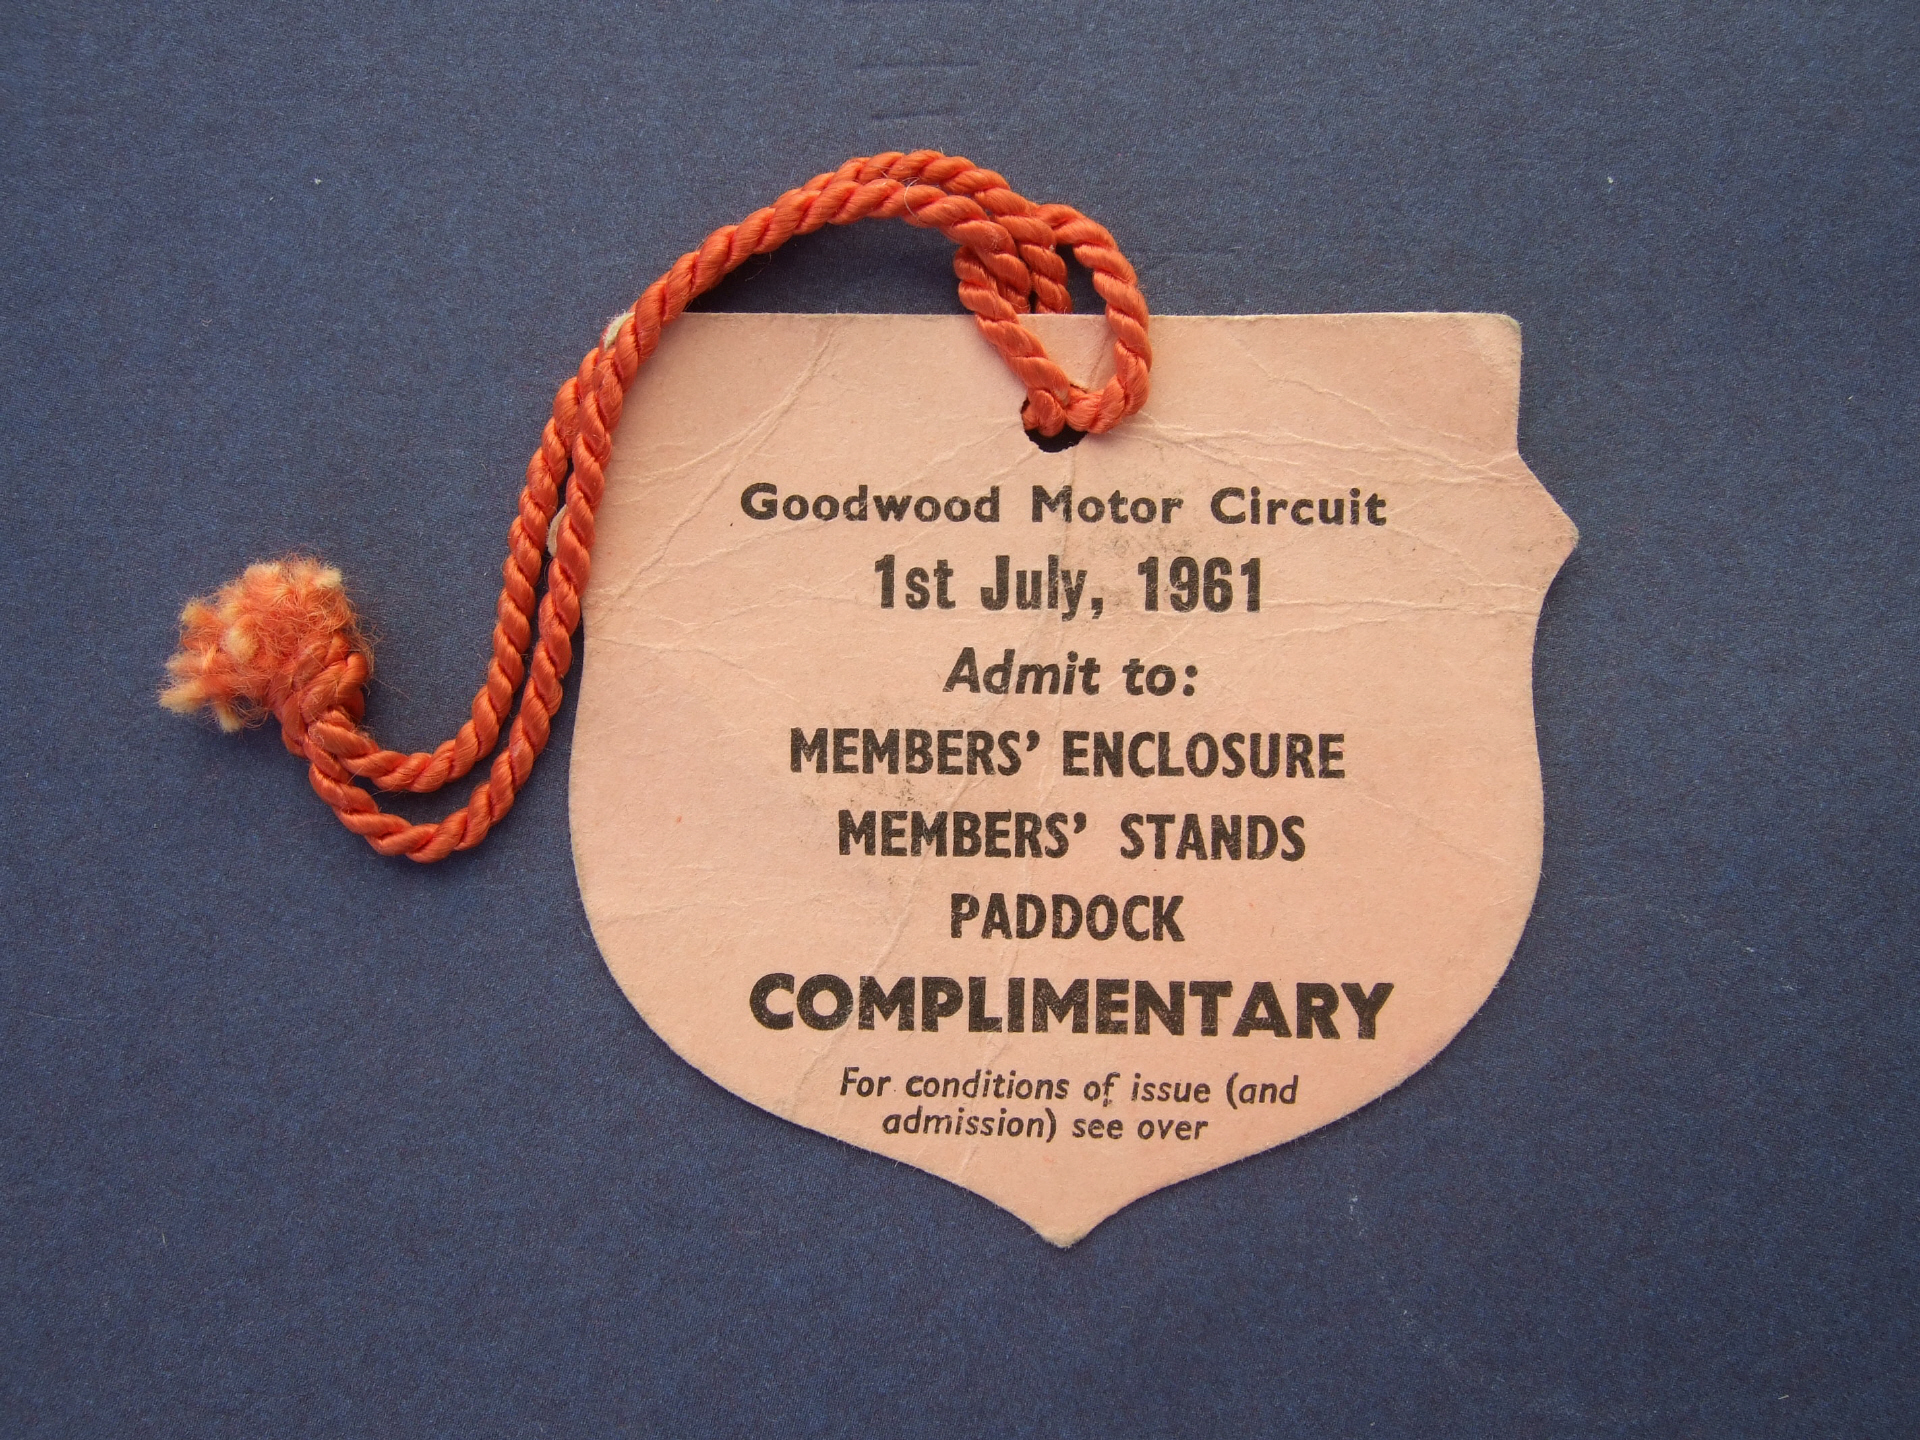 Goodwood Motor Circuit
1st July, 1961
Admit to:
MEMBERS' ENCLOSURE
MEMBERS' STANDS
PADDOCK
COMPLIMENTARY
For conditions of issue (and
admission) see over